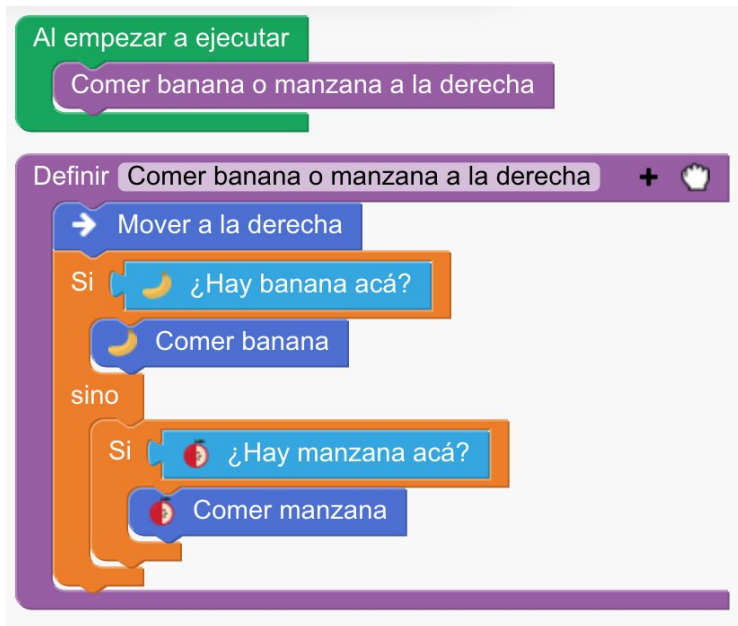 Al empezar a ejecutar
Comer banana o manzana a la derecha
Definir Comer banana o manzana a la derecha +
Mover a la derecha
Si ¿Hay banana acá?
Comer banana
sino
Si ¿Hay manzana acá?
Comer manzana